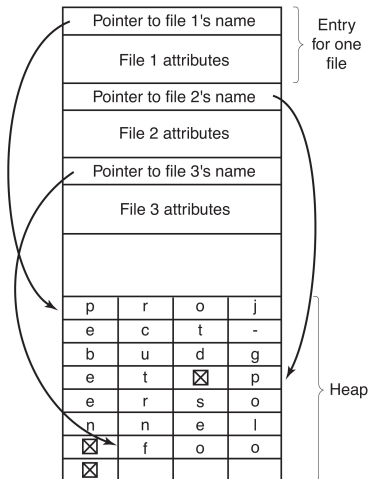 Pointer to file 1's name
Entry
for one
file
File 1 attributes
Pointer to file 2's name
File 2 attributes
Pointer to file 3's name
File 3 attributes
p r o j
e c t -
b u d g
e t ☒ p
e r s o
n n e l
☒ f o o
☒
Heap